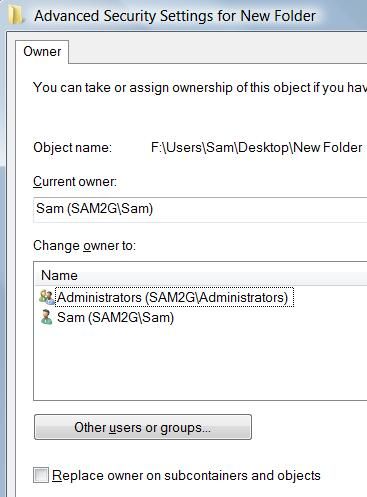 Advanced Security Settings for New Folder
Owner
You can take or assign ownership of this object if you hav
Object name: F:\Users\Sam\Desktop\New Folder
Current owner:
Sam (SAM2G\Sam)
Change owner to:
Name
Administrators (SAM2G\Administrators)
Sam (SAM2G\Sam)
Other users or groups...
Replace owner on subcontainers and objects